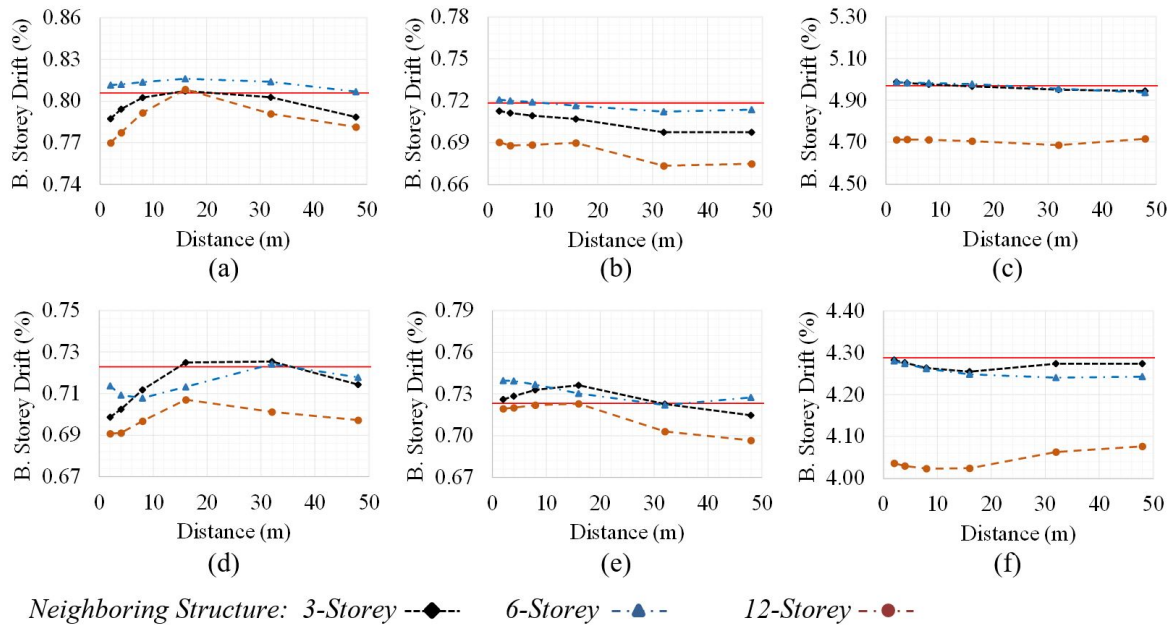 B. Storey Drift (%)
0.86
0.83
0.80
0.77
0.74
0 10 20 30 40 50
Distance (m)
(a)
B. Storey Drift (%)
0.78
0.75
0.72
0.69
0.66
0 10 20 30 40 50
Distance (m)
(b)
B. Storey Drift (%)
5.30
5.10
4.90
4.70
4.50
0 10 20 30 40 50
Distance (m)
(c)
B. Storey Drift (%)
0.75
0.73
0.71
0.69
0.67
0 10 20 30 40 50
Distance (m)
(d)
B. Storey Drift (%)
0.79
0.76
0.73
0.70
0.67
0 10 20 30 40 50
Distance (m)
(e)
B. Storey Drift (%)
4.40
4.30
4.20
4.10
4.00
0 10 20 30 40 50
Distance (m)
(f)
Neighboring Structure: 3-Storey 6-Storey 12-Storey